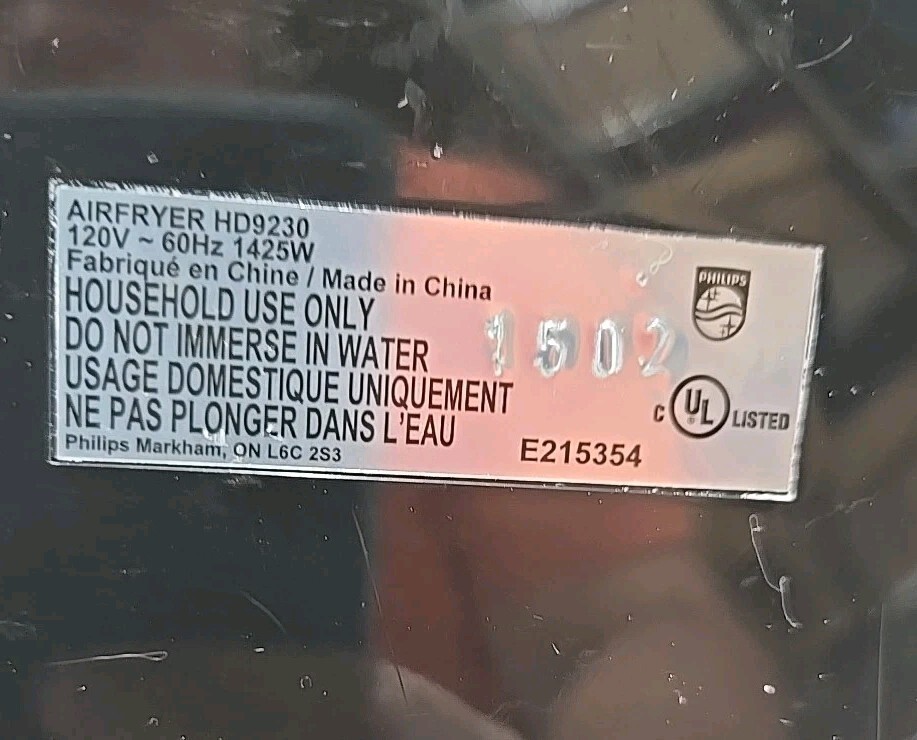 AIRFRYER HD9230
120V ~ 60Hz 1425W
Fabriqué en Chine / Made in China
HOUSEHOLD USE ONLY
DO NOT IMMERSE IN WATER
USAGE DOMESTIQUE UNIQUEMENT
NE PAS PLONGER DANS L'EAU
Philips Markham, ON L6C 2S3
1502
E215354
PHILIPS
C UL ® LISTED